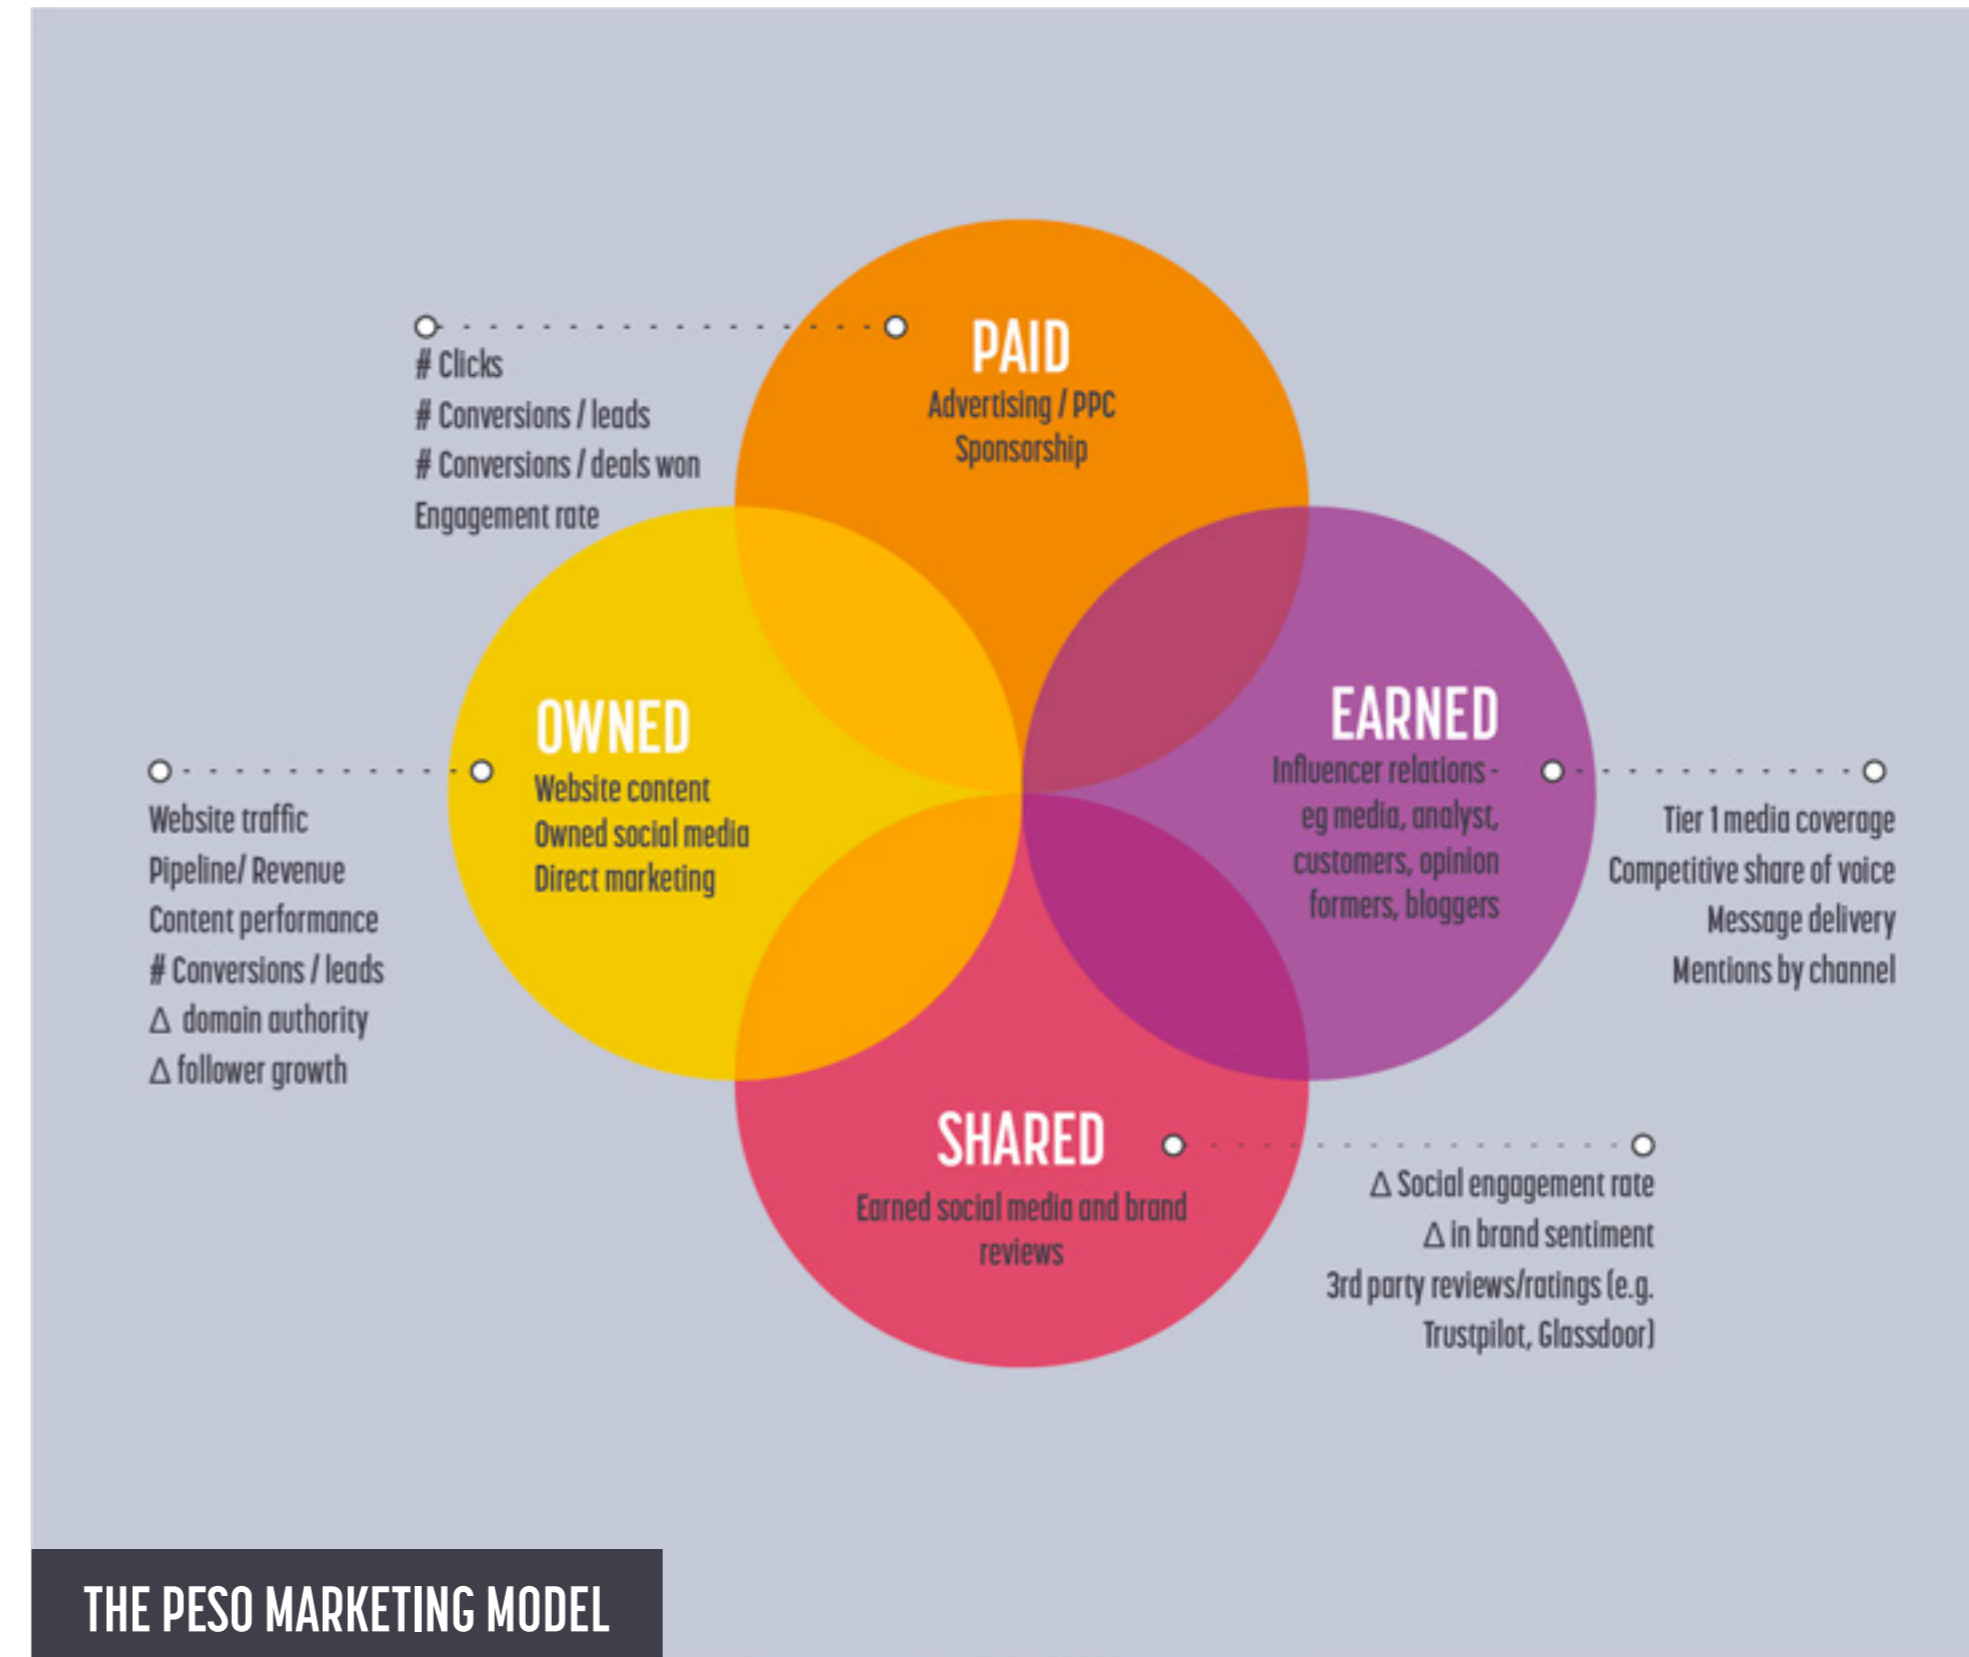 PAID
Advertising / PPC
Sponsorship
# Clicks
# Conversions / leads
# Conversions / deals won
Engagement rate
OWNED
Website content
Owned social media
Direct marketing
Website traffic
Pipeline/ Revenue
Content performance
# Conversions / leads
Δ domain authority
Δ follower growth
EARNED
Influencer relations -
eg media, analyst,
customers, opinion
formers, bloggers
Tier 1 media coverage
Competitive share of voice
Message delivery
Mentions by channel
SHARED
Earned social media and brand
reviews
Δ Social engagement rate
Δ in brand sentiment
3rd party reviews/ratings (e.g.
Trustpilot, Glassdoor)
THE PESO MARKETING MODEL